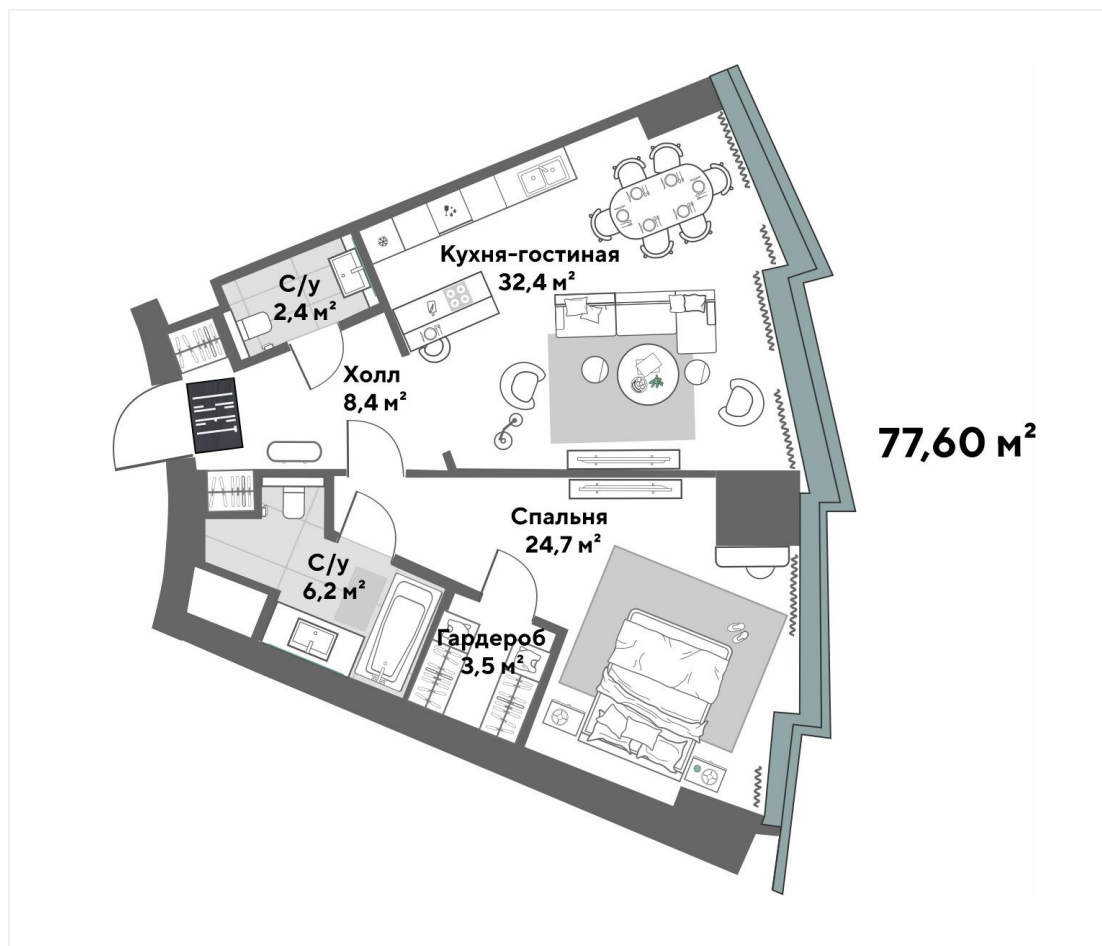 Кухня-гостиная
32,4 м²
С/у
2,4 м²
Холл
8,4 м²
77,60 м²
Спальня
24,7 м²
С/у
6,2 м²
Гардероб
3,5 м²